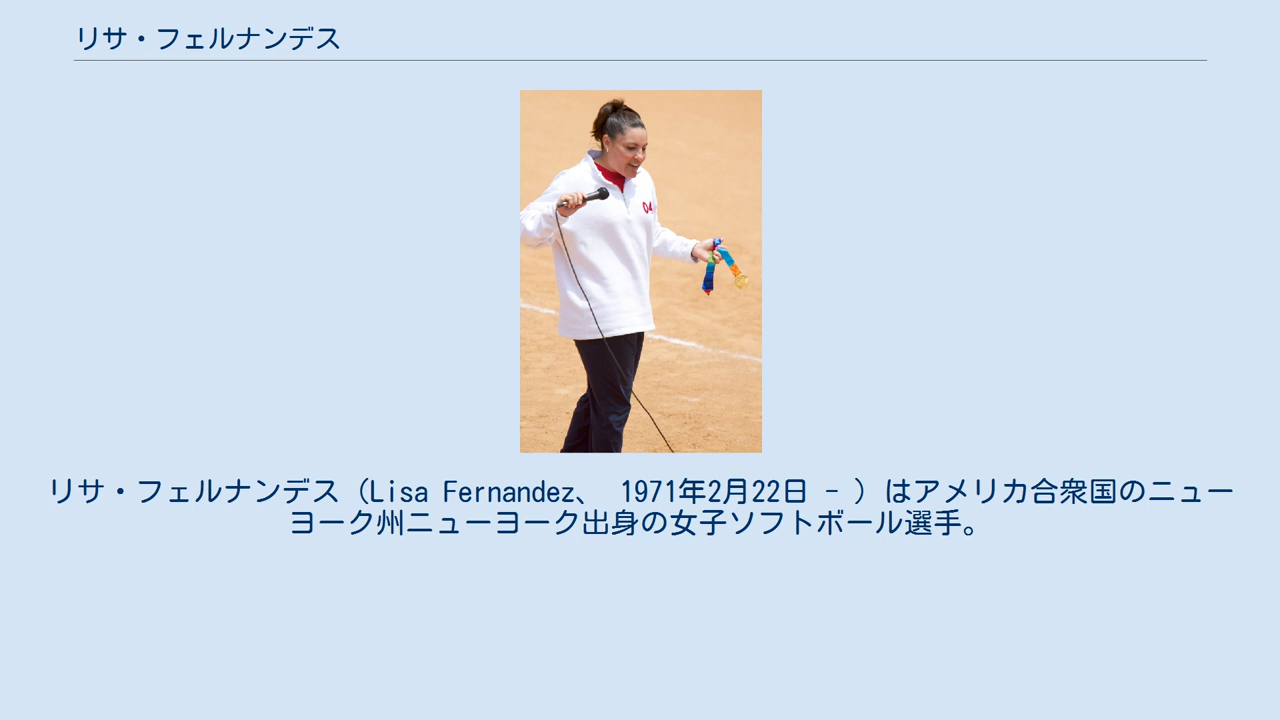 リサ・フェルナンデス
04
リサ・フェルナンデス（Lisa Fernandez、 1971年2月22日 - ）はアメリカ合衆国のニュー
ヨーク州ニューヨーク出身の女子ソフトボール選手。